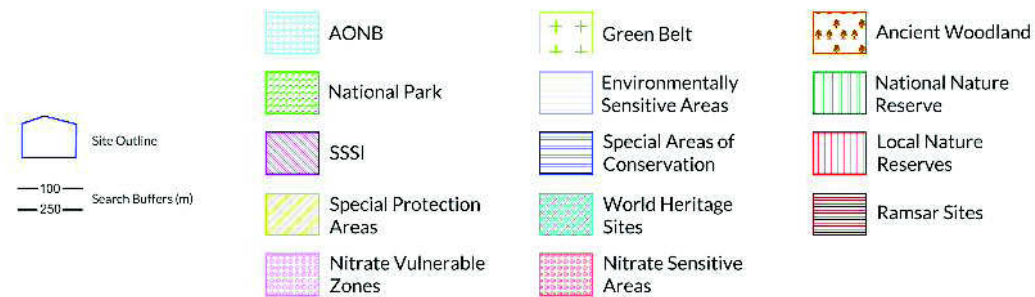 Site Outline
100
250
Search Buffers (m)
AONB
National Park
SSSI
Special Protection
Areas
Nitrate Vulnerable
Zones
Green Belt
Environmentally
Sensitive Areas
Special Areas of
Conservation
World Heritage
Sites
Nitrate Sensitive
Areas
Ancient Woodland
National Nature
Reserve
Local Nature
Reserves
Ramsar Sites